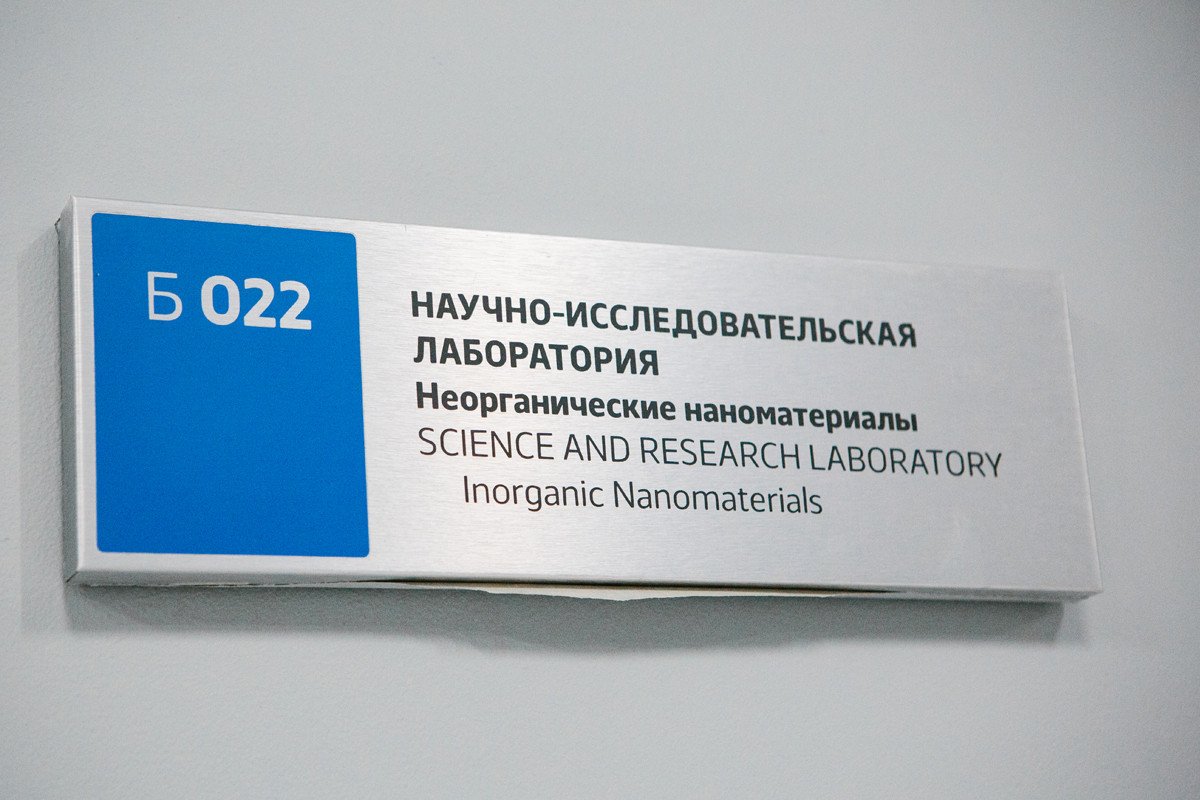 Б 022
НАУЧНО-ИССЛЕДОВАТЕЛЬСКАЯ
ЛАБОРАТОРИЯ
Неорганические наноматериалы
SCIENCE AND RESEARCH LABORATORY
Inorganic Nanomaterials